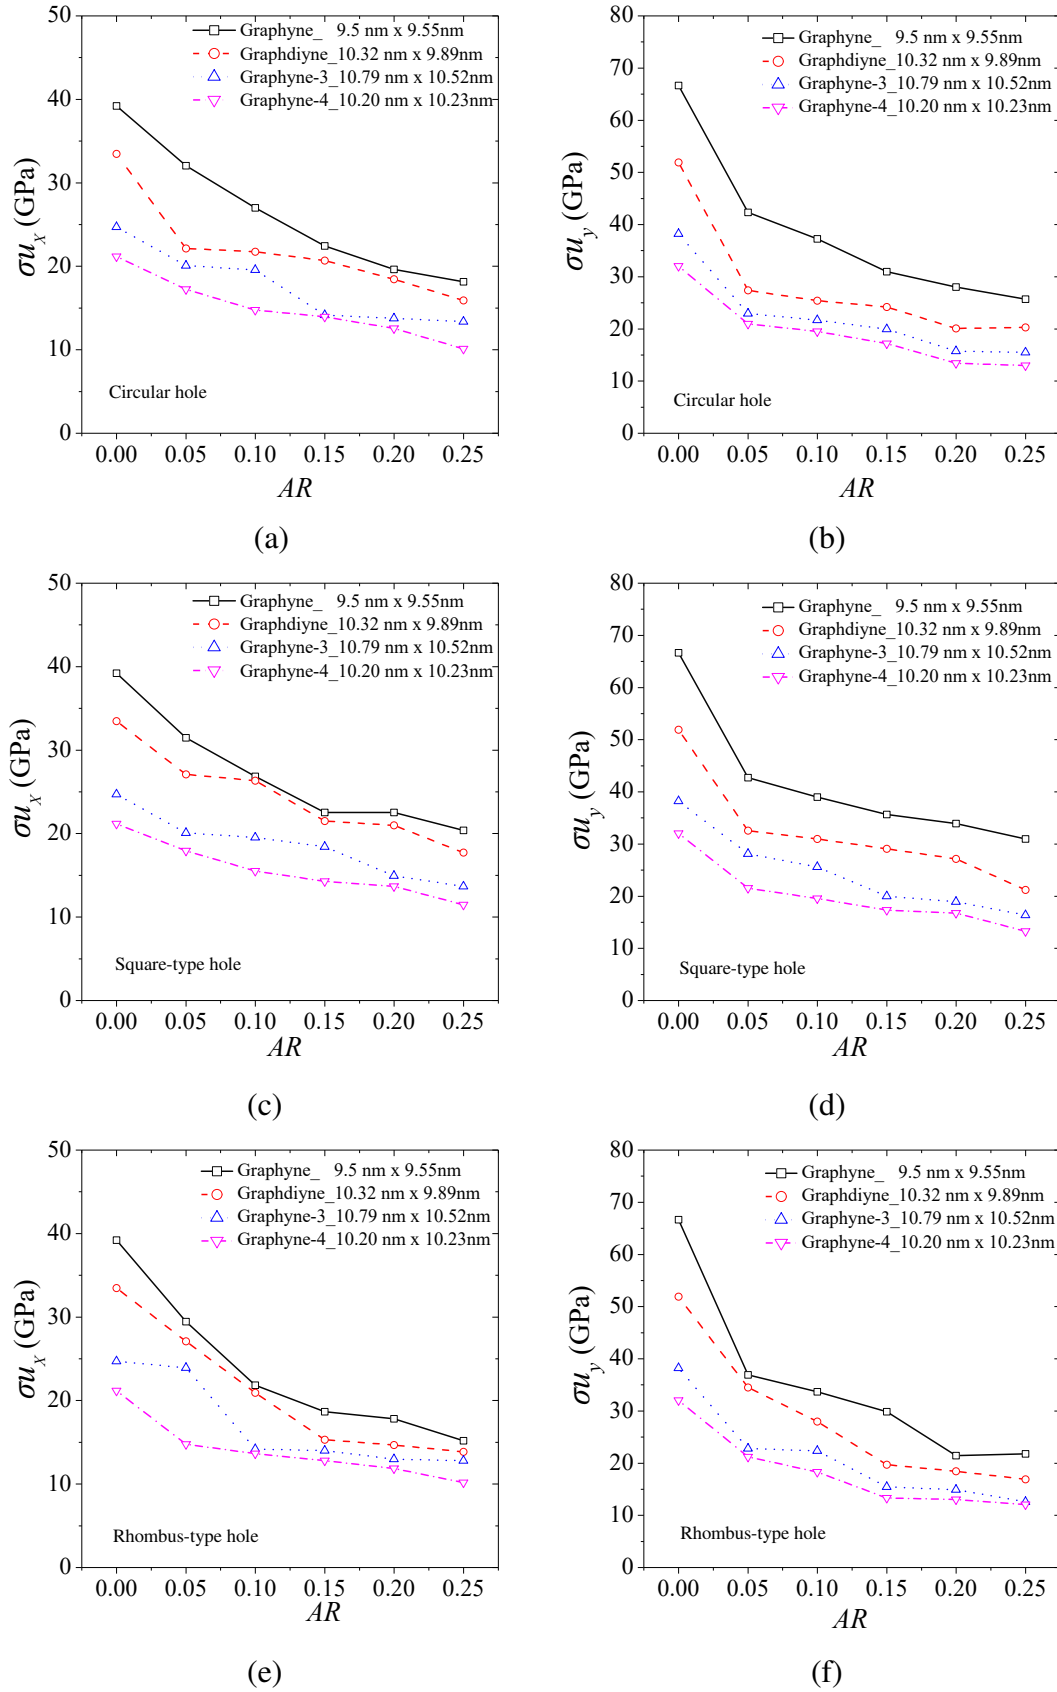 50
40
30
20
10
0
σu_x (GPa)
Graphyne_ 9.5 nm x 9.55nm
Graphdiyne_10.32 nm x 9.89nm
Graphyne-3_10.79 nm x 10.52nm
Graphyne-4_10.20 nm x 10.23nm
Circular hole
0.00 0.05 0.10 0.15 0.20 0.25
AR
(a)
80
70
60
50
40
30
20
10
0
σu_y (GPa)
Graphyne_ 9.5 nm x 9.55nm
Graphdiyne_10.32 nm x 9.89nm
Graphyne-3_10.79 nm x 10.52nm
Graphyne-4_10.20 nm x 10.23nm
Circular hole
0.00 0.05 0.10 0.15 0.20 0.25
AR
(b)
50
40
30
20
10
0
σu_x (GPa)
Graphyne_ 9.5 nm x 9.55nm
Graphdiyne_10.32 nm x 9.89nm
Graphyne-3_10.79 nm x 10.52nm
Graphyne-4_10.20 nm x 10.23nm
Square-type hole
0.00 0.05 0.10 0.15 0.20 0.25
AR
(c)
80
70
60
50
40
30
20
10
0
σu_y (GPa)
Graphyne_ 9.5 nm x 9.55nm
Graphdiyne_10.32 nm x 9.89nm
Graphyne-3_10.79 nm x 10.52nm
Graphyne-4_10.20 nm x 10.23nm
Square-type hole
0.00 0.05 0.10 0.15 0.20 0.25
AR
(d)
50
40
30
20
10
0
σu_x (GPa)
Graphyne_ 9.5 nm x 9.55nm
Graphdiyne_10.32 nm x 9.89nm
Graphyne-3_10.79 nm x 10.52nm
Graphyne-4_10.20 nm x 10.23nm
Rhombus-type hole
0.00 0.05 0.10 0.15 0.20 0.25
AR
(e)
80
70
60
50
40
30
20
10
0
σu_y (GPa)
Graphyne_ 9.5 nm x 9.55nm
Graphdiyne_10.32 nm x 9.89nm
Graphyne-3_10.79 nm x 10.52nm
Graphyne-4_10.20 nm x 10.23nm
Rhombus-type hole
0.00 0.05 0.10 0.15 0.20 0.25
AR
(f)